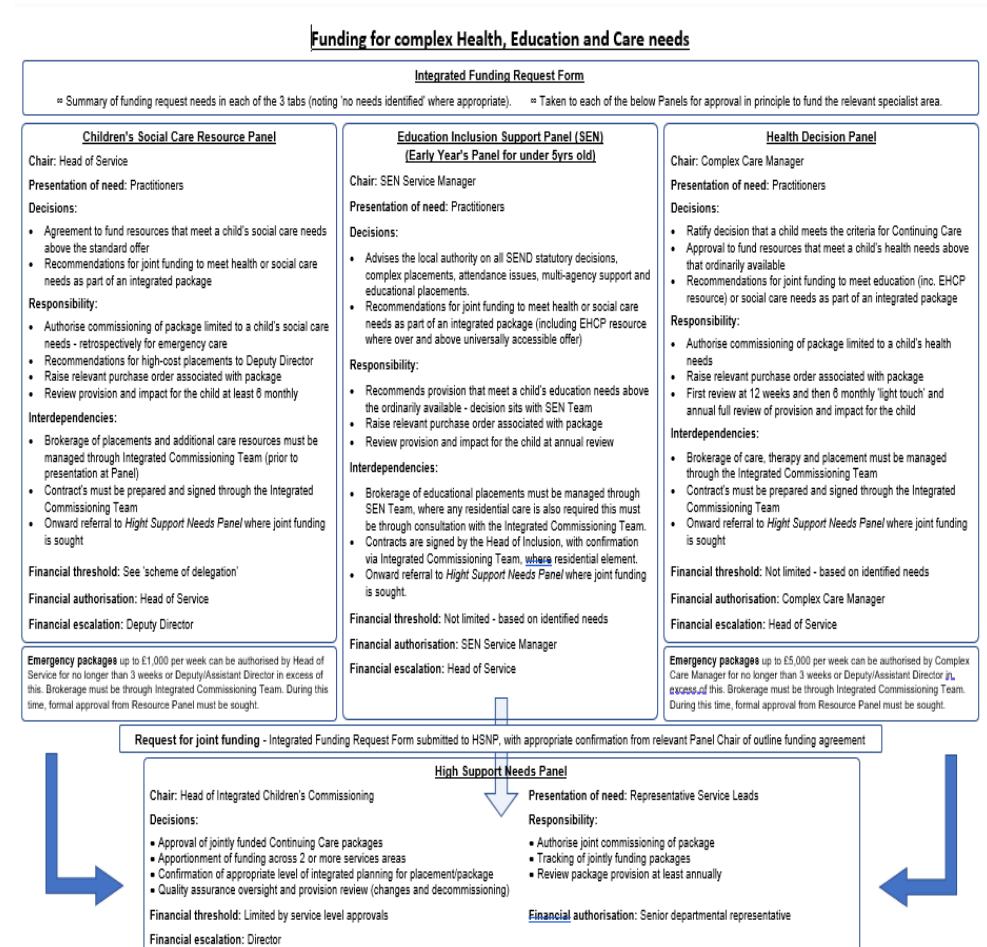 Funding for complex Health, Education and Care needs
Integrated Funding Request Form
¤ Summary of funding request needs in each of the 3 tabs (noting 'no needs identified' where appropriate). ¤ Taken to each of the below Panels for approval in principle to fund the relevant specialist area.
Children's Social Care Resource Panel
Chair: Head of Service
Presentation of need: Practitioners
Decisions:
• Agreement to fund resources that meet a child's social care needs
above the standard offer
• Recommendations for joint funding to meet health or social care
needs as part of an integrated package
Responsibility:
• Authorise commissioning of package limited to a child's social care
needs - retrospectively for emergency care
• Recommendations for high-cost placements to Deputy Director
• Raise relevant purchase order associated with package
• Review provision and impact for the child at least 6 monthly
Interdependencies:
• Brokerage of placements and additional care resources must be
managed through Integrated Commissioning Team (prior to
presentation at Panel)
• Contract's must be prepared and signed through the Integrated
Commissioning Team
• Onward referral to Hight Support Needs Panel where joint funding
is sought
Financial threshold: See 'scheme of delegation'
Financial authorisation: Head of Service
Financial escalation: Deputy Director
Emergency packages up to £1,000 per week can be authorised by Head of
Service for no longer than 3 weeks or Deputy/Assistant Director in excess of
this. Brokerage must be through Integrated Commissioning Team. During this
time, formal approval from Resource Panel must be sought.
Education Inclusion Support Panel (SEN)
(Early Year's Panel for under 5yrs old)
Chair: SEN Service Manager
Presentation of need: Practitioners
Decisions:
• Advises the local authority on all SEND statutory decisions,
complex placements, attendance issues, multi-agency support and
educational placements.
• Recommendations for joint funding to meet health or social care
needs as part of an integrated package (including EHCP resource
where over and above universally accessible offer)
Responsibility:
• Recommends provision that meet a child's education needs above
the ordinarily available - decision sits with SEN Team
• Raise relevant purchase order associated with package
• Review provision and impact for the child at annual review
Interdependencies:
• Brokerage of educational placements must be managed through
SEN Team, where any residential care is also required this must
be through consultation with the Integrated Commissioning Team.
• Contracts are signed by the Head of Inclusion, with confirmation
via Integrated Commissioning Team, where residential element.
• Onward referral to Hight Support Needs Panel where joint funding
is sought.
Financial threshold: Not limited - based on identified needs
Financial authorisation: SEN Service Manager
Financial escalation: Head of Service
Health Decision Panel
Chair: Complex Care Manager
Presentation of need: Practitioners
Decisions:
• Ratify decision that a child meets the criteria for Continuing Care
• Approval to fund resources that meet a child's health needs above
that ordinarily available
• Recommendations for joint funding to meet education (inc. EHCP
resource) or social care needs as part of an integrated package
Responsibility:
• Authorise commissioning of package limited to a child's health
needs
• Raise relevant purchase order associated with package
• First review at 12 weeks and then 6 monthly 'light touch' and
annual full review of provision and impact for the child
Interdependencies:
• Brokerage of care, therapy and placement must be managed
through the Integrated Commissioning Team
• Contract's must be prepared and signed through the Integrated
Commissioning Team
• Onward referral to Hight Support Needs Panel where joint funding
is sought
Financial threshold: Not limited - based on identified needs
Financial authorisation: Complex Care Manager
Financial escalation: Head of Service
Emergency packages up to £5,000 per week can be authorised by Complex
Care Manager for no longer than 3 weeks or Deputy/Assistant Director in
excess of this. Brokerage must be through Integrated Commissioning Team.
During this time, formal approval from Resource Panel must be sought.
Request for joint funding - Integrated Funding Request Form submitted to HSNP, with appropriate confirmation from relevant Panel Chair of outline funding agreement
High Support Needs Panel
Chair: Head of Integrated Children's Commissioning
Decisions:
• Approval of jointly funded Continuing Care packages
• Apportionment of funding across 2 or more services areas
• Confirmation of appropriate level of integrated planning for placement/package
• Quality assurance oversight and provision review (changes and decommissioning)
Financial threshold: Limited by service level approvals
Financial escalation: Director
Presentation of need: Representative Service Leads
Responsibility:
• Authorise joint commissioning of package
• Tracking of jointly funding packages
• Review package provision at least annually
Financial authorisation: Senior departmental representative